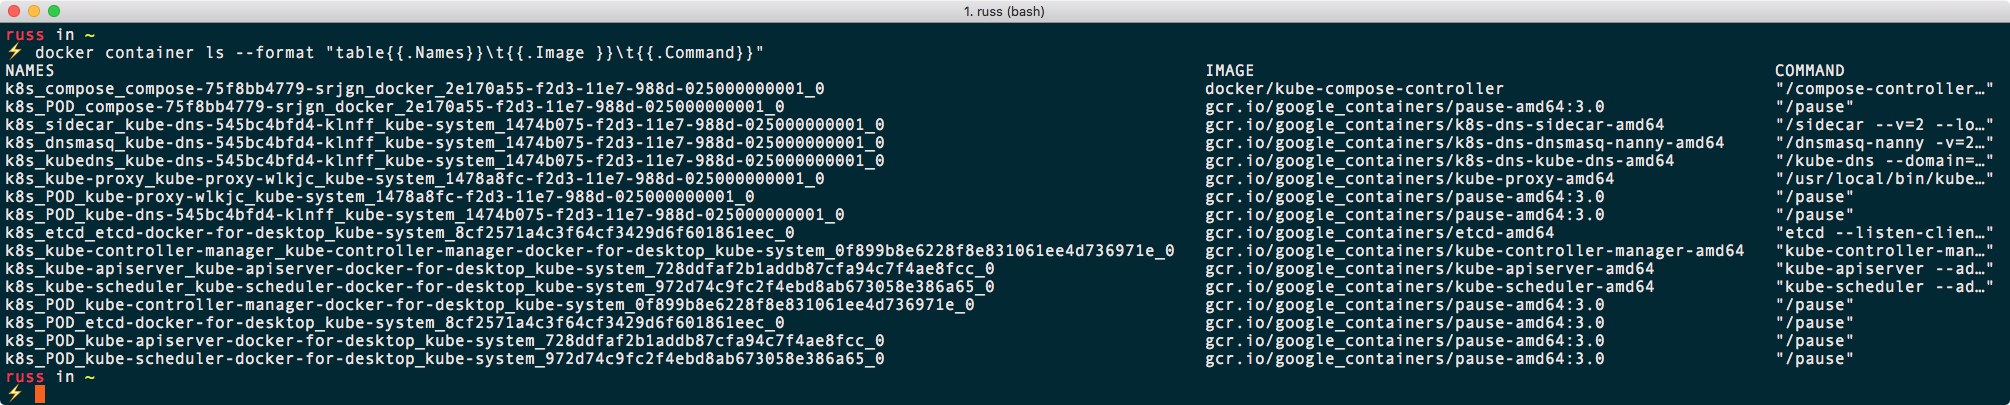 1. russ (bash)
russ in ~
⚡ docker container ls --format "table{{.Names}}\t{{.Image }}\t{{.Command}}"
NAMES IMAGE COMMAND
k8s_compose_compose-75f8bb4779-srjgn_docker_2e170a55-f2d3-11e7-988d-025000000001_0 docker/kube-compose-controller "/compose-controller…"
k8s_POD_compose-75f8bb4779-srjgn_docker_2e170a55-f2d3-11e7-988d-025000000001_0 gcr.io/google_containers/pause-amd64:3.0 "/pause"
k8s_sidecar_kube-dns-545bc4bfd4-klnff_kube-system_1474b075-f2d3-11e7-988d-025000000001_0 gcr.io/google_containers/k8s-dns-sidecar-amd64 "/sidecar --v=2 --lo…"
k8s_dnsmasq_kube-dns-545bc4bfd4-klnff_kube-system_1474b075-f2d3-11e7-988d-025000000001_0 gcr.io/google_containers/k8s-dns-dnsmasq-nanny-amd64 "/dnsmasq-nanny -v=2…"
k8s_kubedns_kube-dns-545bc4bfd4-klnff_kube-system_1474b075-f2d3-11e7-988d-025000000001_0 gcr.io/google_containers/k8s-dns-kube-dns-amd64 "/kube-dns --domain=…"
k8s_kube-proxy_kube-proxy-wlkjc_kube-system_1478a8fc-f2d3-11e7-988d-025000000001_0 gcr.io/google_containers/kube-proxy-amd64 "/usr/local/bin/kube…"
k8s_POD_kube-proxy-wlkjc_kube-system_1478a8fc-f2d3-11e7-988d-025000000001_0 gcr.io/google_containers/pause-amd64:3.0 "/pause"
k8s_POD_kube-dns-545bc4bfd4-klnff_kube-system_1474b075-f2d3-11e7-988d-025000000001_0 gcr.io/google_containers/pause-amd64:3.0 "/pause"
k8s_etcd_etcd-docker-for-desktop_kube-system_8cf2571a4c3f64cf3429d6f601861eec_0 gcr.io/google_containers/etcd-amd64 "etcd --listen-clien…"
k8s_kube-controller-manager_kube-controller-manager-docker-for-desktop_kube-system_0f899b8e6228f8e831061ee4d736971e_0 gcr.io/google_containers/kube-controller-manager-amd64 "kube-controller-man…"
k8s_kube-apiserver_kube-apiserver-docker-for-desktop_kube-system_728ddfaf2b1addb87cfa94c7f4ae8fcc_0 gcr.io/google_containers/kube-apiserver-amd64 "kube-apiserver --ad…"
k8s_kube-scheduler_kube-scheduler-docker-for-desktop_kube-system_972d74c9fc2f4ebd8ab673058e386a65_0 gcr.io/google_containers/kube-scheduler-amd64 "kube-scheduler --ad…"
k8s_POD_kube-controller-manager-docker-for-desktop_kube-system_0f899b8e6228f8e831061ee4d736971e_0 gcr.io/google_containers/pause-amd64:3.0 "/pause"
k8s_POD_etcd-docker-for-desktop_kube-system_8cf2571a4c3f64cf3429d6f601861eec_0 gcr.io/google_containers/pause-amd64:3.0 "/pause"
k8s_POD_kube-apiserver-docker-for-desktop_kube-system_728ddfaf2b1addb87cfa94c7f4ae8fcc_0 gcr.io/google_containers/pause-amd64:3.0 "/pause"
k8s_POD_kube-scheduler-docker-for-desktop_kube-system_972d74c9fc2f4ebd8ab673058e386a65_0 gcr.io/google_containers/pause-amd64:3.0 "/pause"
russ in ~
⚡